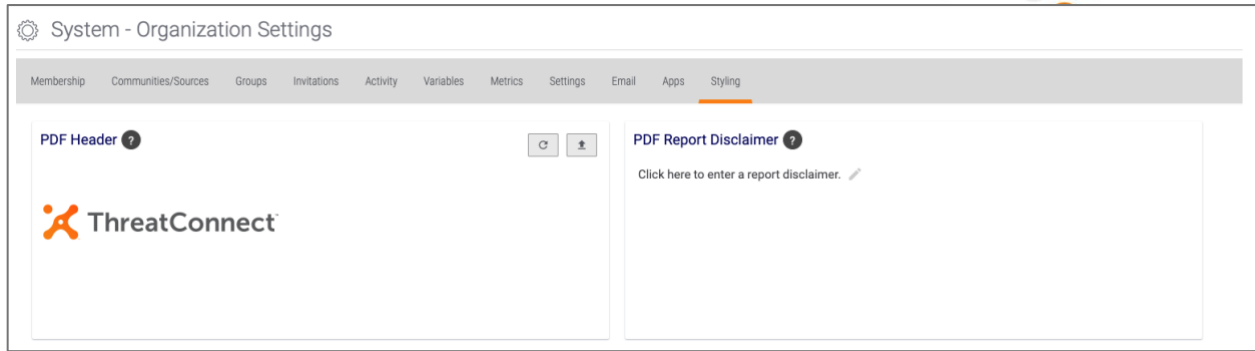 System - Organization Settings
Membership Communities/Sources Groups Invitations Activity Variables Metrics Settings Email Apps Styling
PDF Header ?
ThreatConnect
PDF Report Disclaimer ?
Click here to enter a report disclaimer.